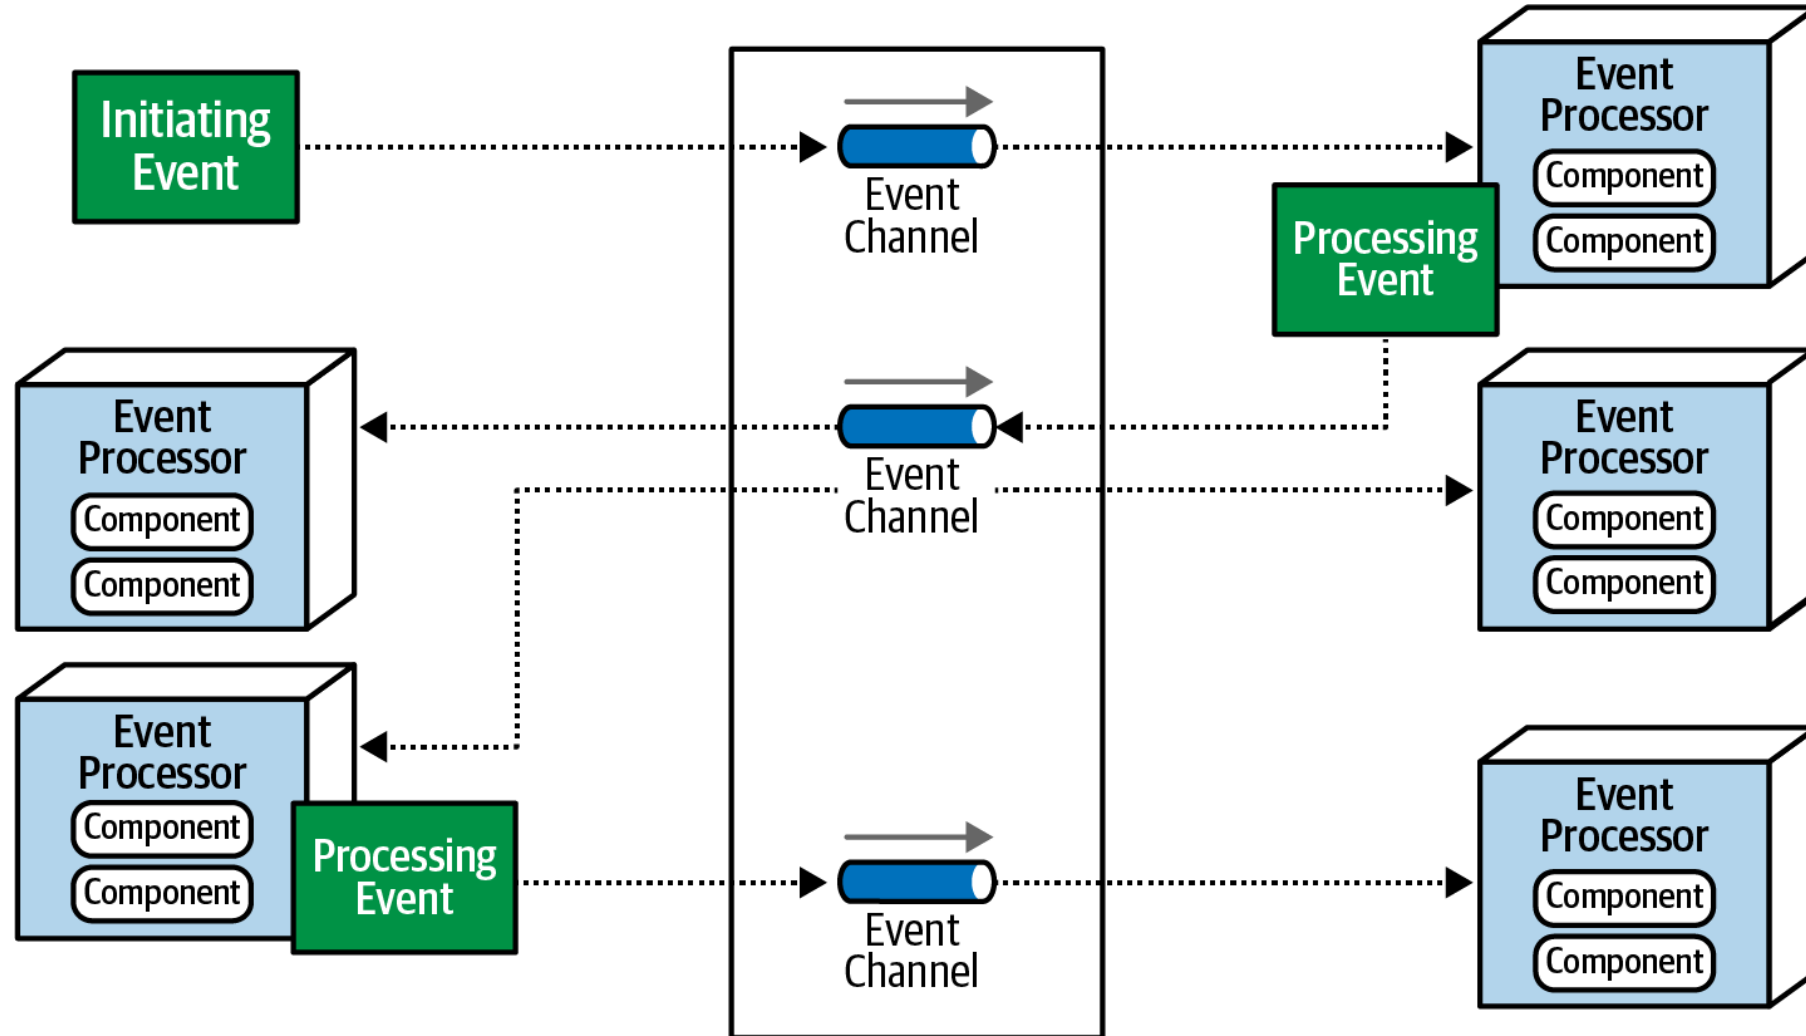 Initiating
Event
Event
Channel
Event
Processor
Component
Component
Processing
Event
Event
Processor
Component
Component
Event
Channel
Event
Processor
Component
Component
Event
Processor
Component
Component
Processing
Event
Event
Channel
Event
Processor
Component
Component